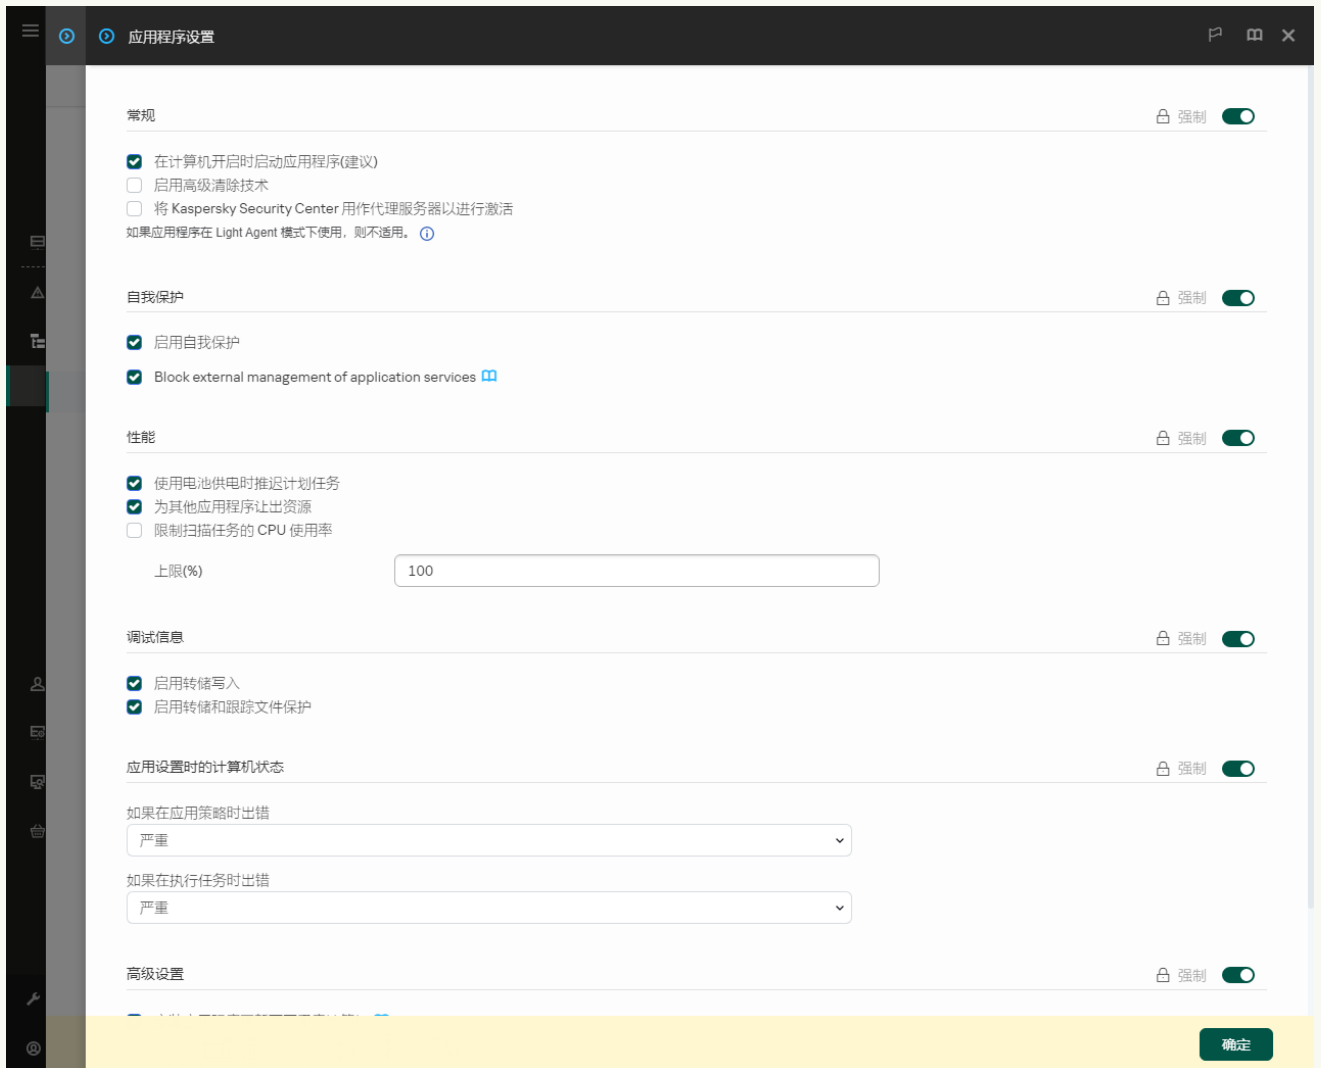 应用程序设置
常规
强制
在计算机开启时启动应用程序(建议)
启用高级清除技术
将 Kaspersky Security Center 用作代理服务器以进行激活
如果应用程序在 Light Agent 模式下使用，则不适用。
自我保护
强制
启用自我保护
Block external management of application services
性能
强制
使用电池供电时推迟计划任务
为其他应用程序让出资源
限制扫描任务的 CPU 使用率
上限(%)
100
调试信息
强制
启用转储写入
启用转储和跟踪文件保护
应用设置时的计算机状态
强制
如果在应用策略时出错
严重
如果在执行任务时出错
严重
高级设置
强制
确定